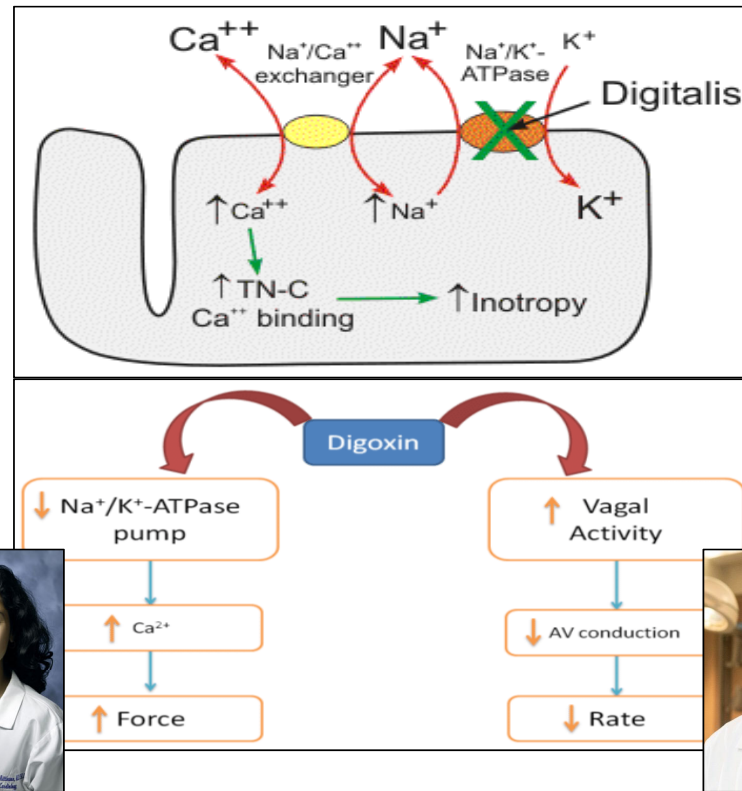 Ca⁺⁺
Na⁺/Ca⁺⁺
exchanger
Na⁺
Na⁺/K⁺-
ATPase
K⁺
Digitalis
↑Ca⁺⁺
↑Na⁺
K⁺
↑TN-C
Ca⁺⁺ binding
↑Inotropy
Digoxin
↓ Na⁺/K⁺-ATPase
pump
↑ Vagal
Activity
↑ Ca²⁺
↓ AV conduction
↑ Force
↓ Rate